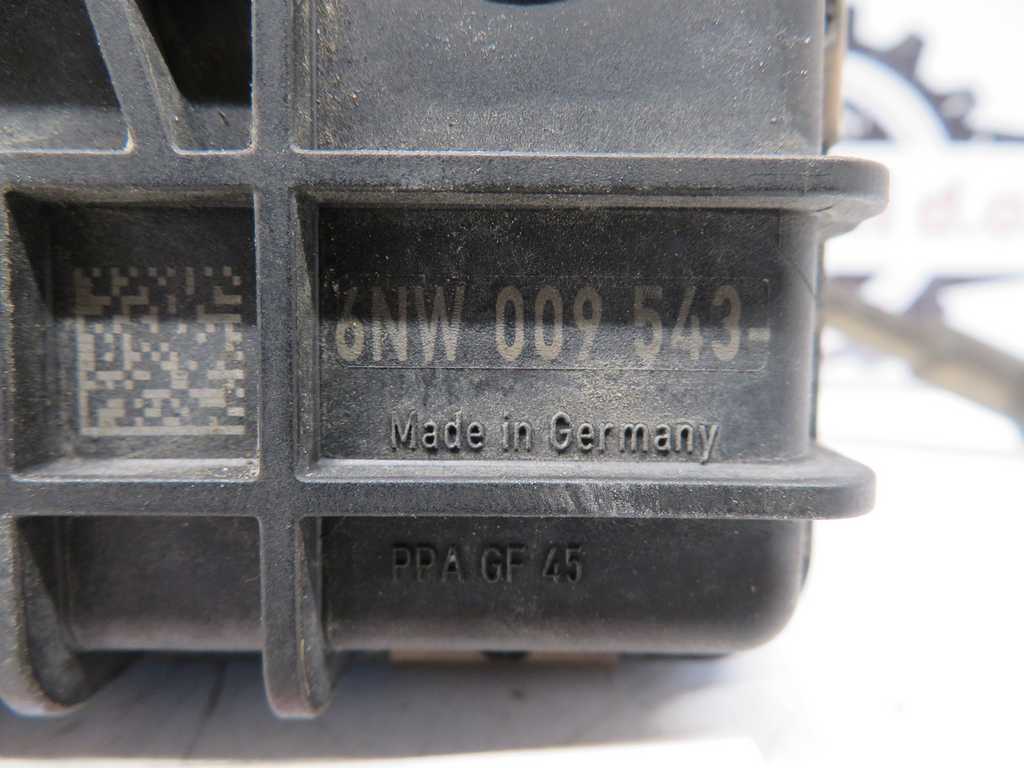 6NW 009 543-
Made in Germany
PPA GF 45